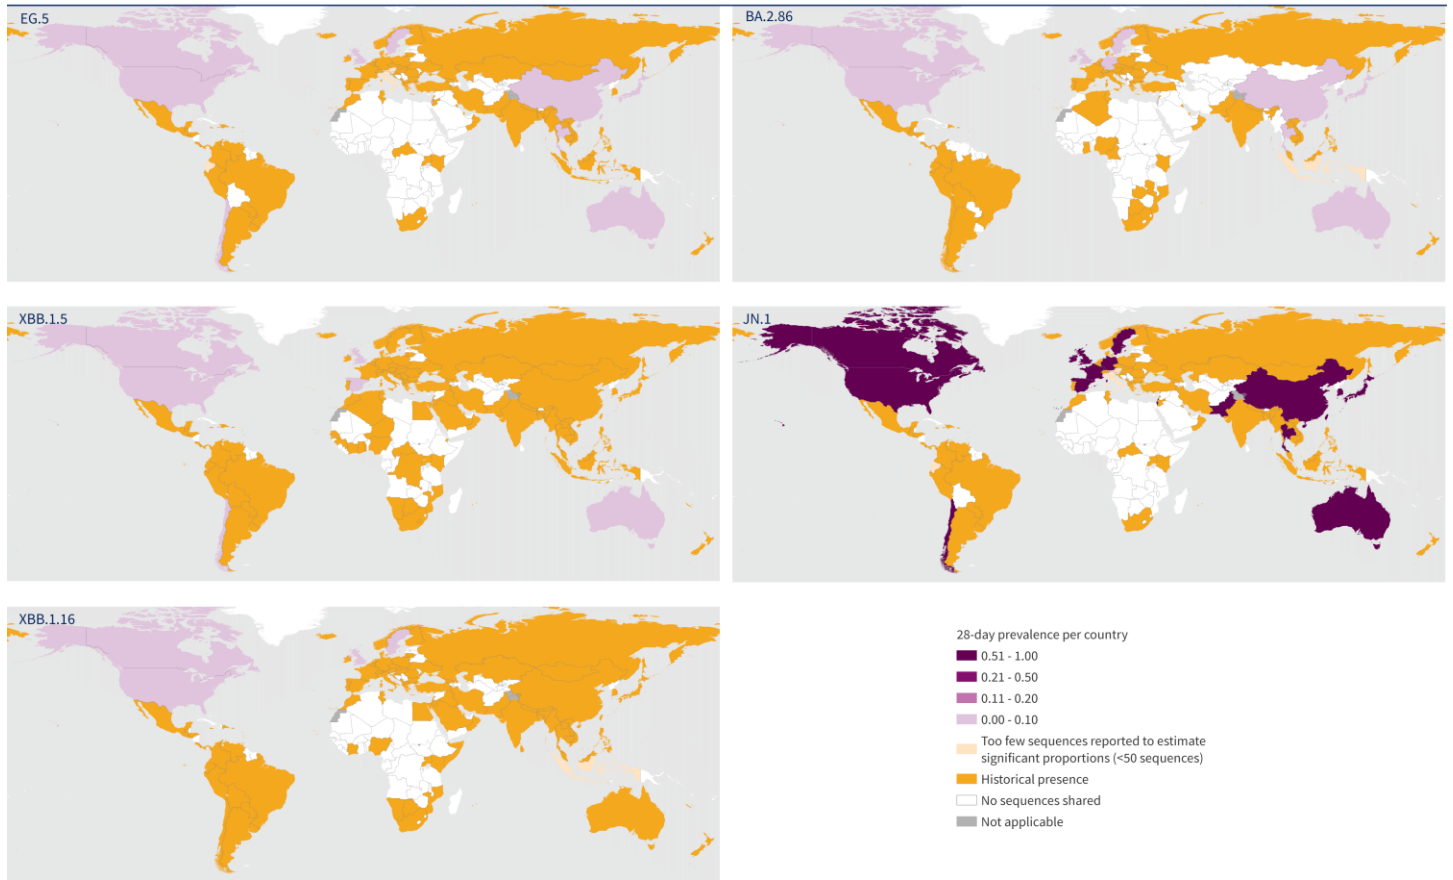 EG.5
BA.2.86
XBB.1.5
JN.1
XBB.1.16
28-day prevalence per country
0.51 - 1.00
0.21 - 0.50
0.11 - 0.20
0.00 - 0.10
Too few sequences reported to estimate
significant proportions (<50 sequences)
Historical presence
No sequences shared
Not applicable